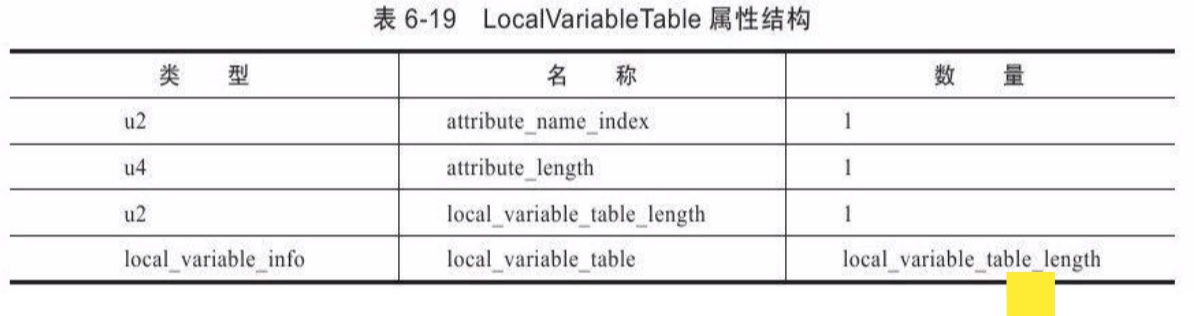 表 6-19 LocalVariableTable 属性结构
类 型 名 称 数 量
u2 attribute_name_index 1
u4 attribute_length 1
u2 local_variable_table_length 1
local_variable_info local_variable_table local_variable_table_length